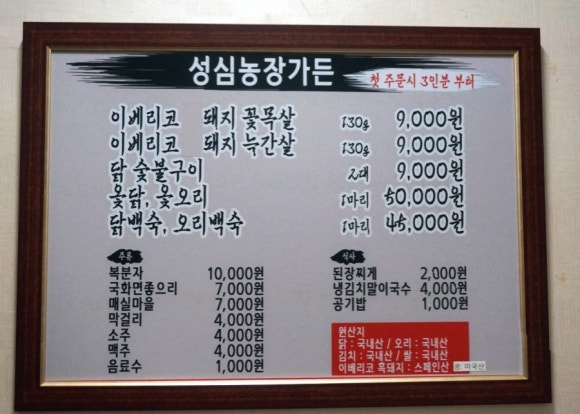 성심농장가든 첫 주문시 3인분 부터
이베리코 돼지 꽃목살 130g 9,000원
이베리코 돼지 늑간살 130g 9,000원
닭 숯불구이 2대 9,000원
옻닭, 옻오리 1마리 50,000원
닭백숙, 오리백숙 1마리 45,000원
주류
복분자 10,000원
국화면좋으리 7,000원
매실마을 7,000원
막걸리 4,000원
소주 4,000원
맥주 4,000원
음료수 1,000원
식사
된장찌게 2,000원
냉김치말이국수 4,000원
공기밥 1,000원
원산지
닭 : 국내산 / 오리 : 국내산
김치 : 국내산 / 쌀 : 국내산
이베리코 흑돼지 : 스페인산
콩: 미국산